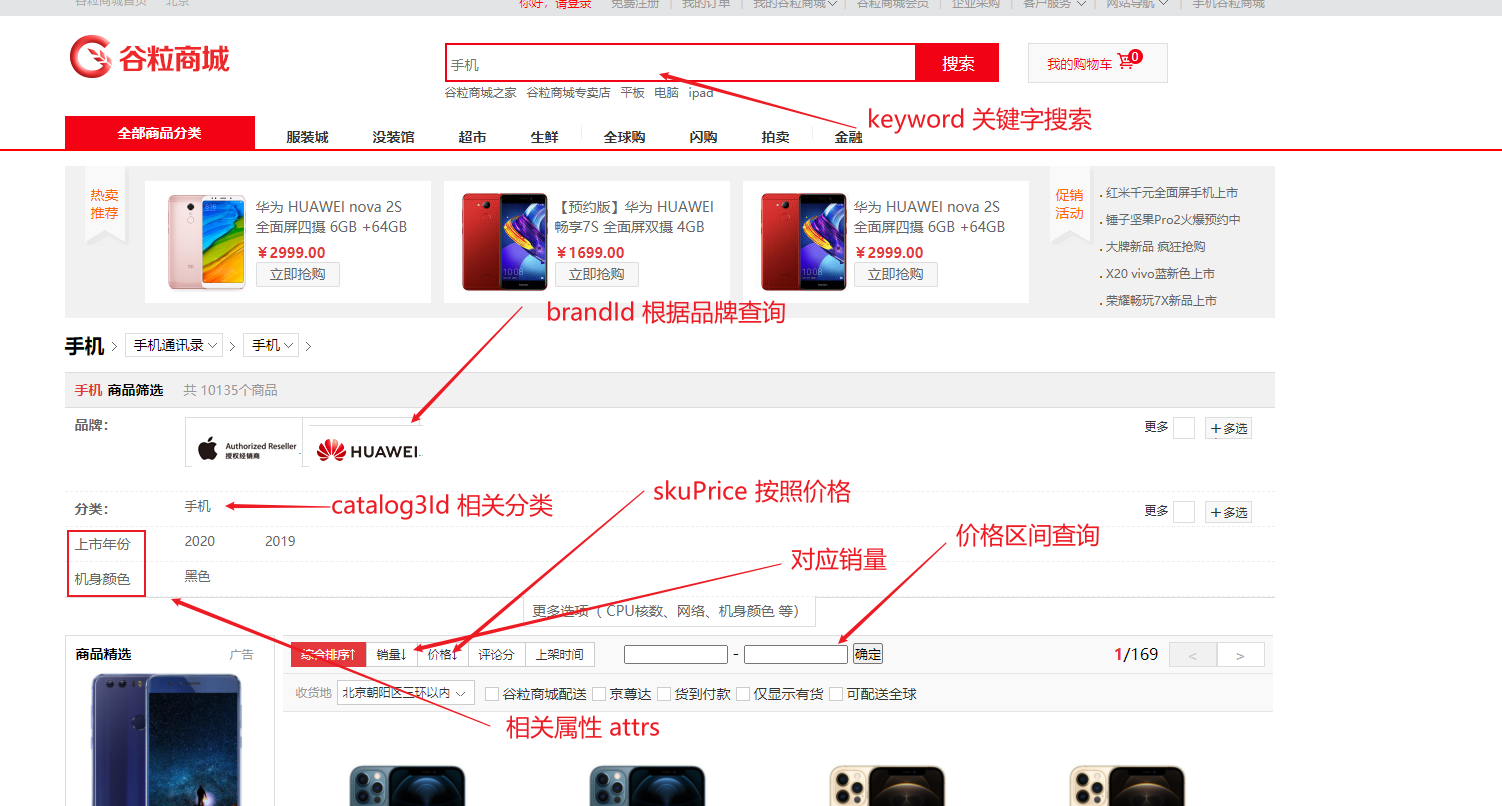 谷粒商城首页 北京 你好，请登录 免费注册 我的订单 我的谷粒商城 谷粒商城会员 企业采购 客户服务 网站导航 手机谷粒商城
谷粒商城
手机 搜索 我的购物车 0
谷粒商城之家 谷粒商城专卖店 平板 电脑 ipad
keyword 关键字搜索
全部商品分类 服装城 没装馆 超市 生鲜 全球购 闪购 拍卖 金融
热卖
推荐
华为 HUAWEI nova 2S
全面屏四摄 6GB +64GB
￥2999.00
立即抢购
【预约版】华为 HUAWEI
畅享7S 全面屏双摄 4GB
￥1699.00
立即抢购
华为 HUAWEI nova 2S
全面屏四摄 6GB +64GB
￥2999.00
立即抢购
促销
活动
. 红米千元全面屏手机上市
. 锤子坚果Pro2火爆预约中
. 大牌新品 疯狂抢购
. X20 vivo蓝新色上市
. 荣耀畅玩7X新品上市
brandId 根据品牌查询
手机 > 手机通讯录 > 手机 >
手机 商品筛选 共 10135个商品
品牌：
Authorized Reseller
授权经销商
HUAWEI
更多 +多选
skuPrice 按照价格
分类： 手机
catalog3Id 相关分类
更多 +多选
价格区间查询
上市年份 2020 2019
对应销量
机身颜色 黑色
更多选项（ CPU核数、网络、机身颜色 等）
商品精选 广告
综合排序↑ 销量↓ 价格↓ 评论分 上架时间 - 确定 1/169 < >
收货地 北京朝阳区三环以内 谷粒商城配送 京尊达 货到付款 仅显示有货 可配送全球
相关属性 attrs